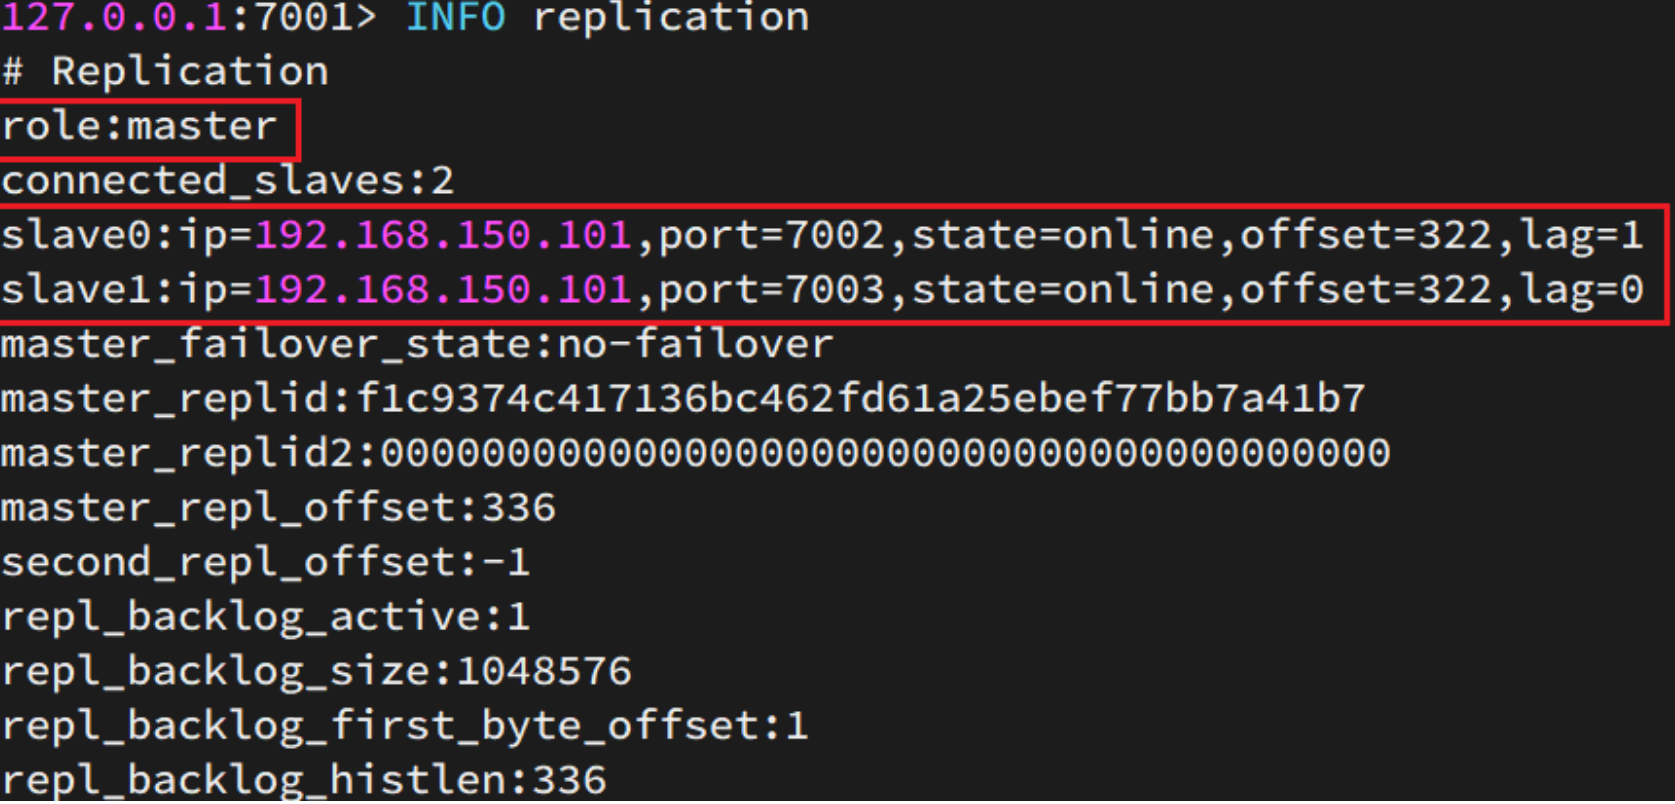 127.0.0.1:7001> INFO replication
# Replication
role:master
connected_slaves:2
slave0:ip=192.168.150.101,port=7002,state=online,offset=322,lag=1
slave1:ip=192.168.150.101,port=7003,state=online,offset=322,lag=0
master_failover_state:no-failover
master_replid:f1c9374c417136bc462fd61a25ebef77bb7a41b7
master_replid2:0000000000000000000000000000000000000000
master_repl_offset:336
second_repl_offset:-1
repl_backlog_active:1
repl_backlog_size:1048576
repl_backlog_first_byte_offset:1
repl_backlog_histlen:336